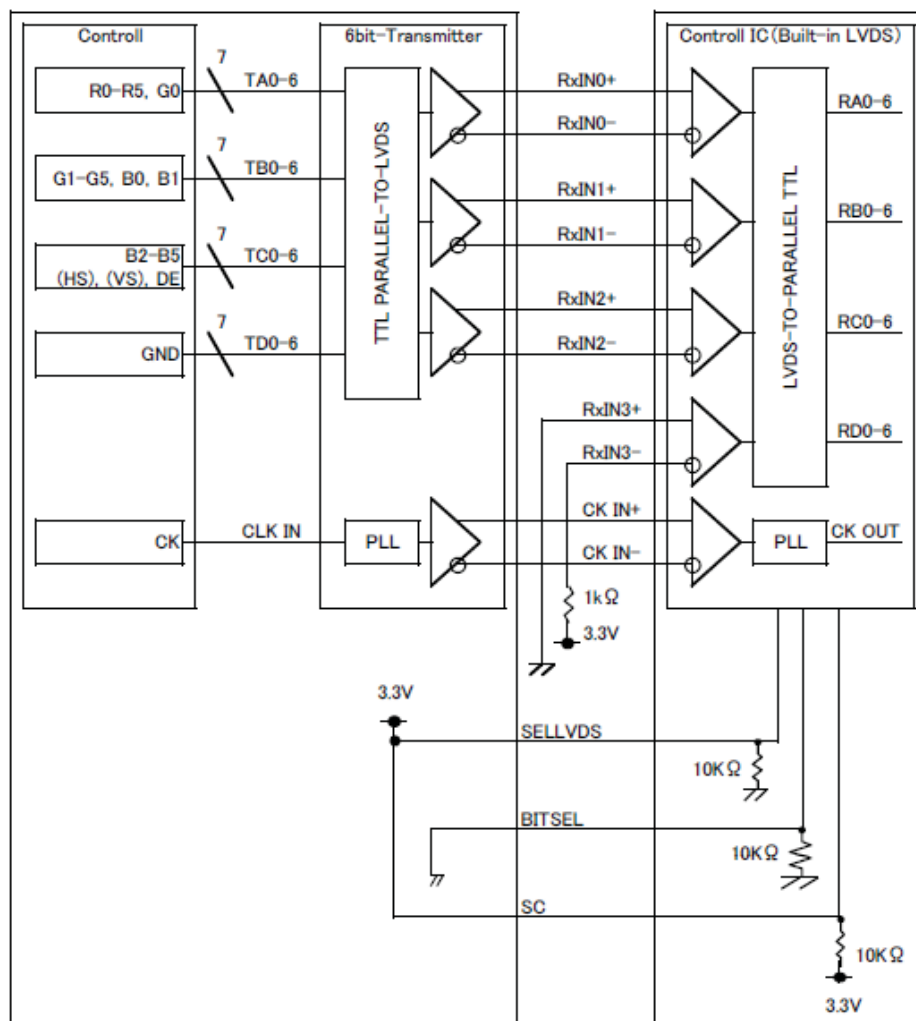 Controll
6bit-Transmitter
Controll IC(Built-in LVDS)
R0-R5, G0
7
TA0-6
RxIN0+
RxIN0-
RA0-6
G1-G5, B0, B1
7
TB0-6
RxIN1+
RxIN1-
RB0-6
B2-B5
(HS), (VS), DE
7
TC0-6
RxIN2+
RxIN2-
RC0-6
GND
7
TD0-6
RxIN3+
RxIN3-
RD0-6
TTL PARALLEL-TO-LVDS
LVDS-TO-PARALLEL TTL
CK
CLK IN
PLL
CK IN+
CK IN-
PLL
CK OUT
1kΩ
3.3V
3.3V
SELLVDS
10KΩ
BITSEL
10KΩ
SC
10KΩ
3.3V